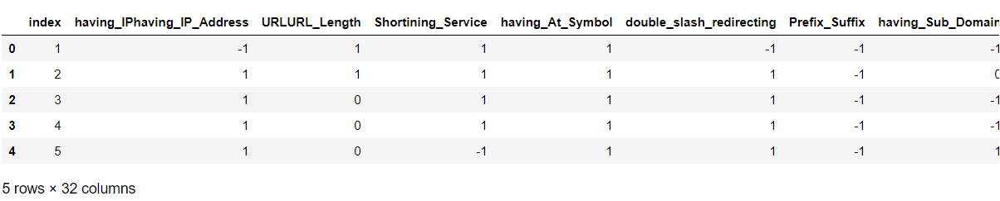 index having_IPhaving_IP_Address URLURL_Length Shortining_Service having_At_Symbol double_slash_redirecting Prefix_Suffix having_Sub_Domain
0 1 -1 1 1 1 -1 -1 -1
1 2 1 1 1 1 1 -1 0
2 3 1 0 1 1 1 -1 -1
3 4 1 0 1 1 1 -1 -1
4 5 1 0 -1 1 1 -1 1
5 rows × 32 columns